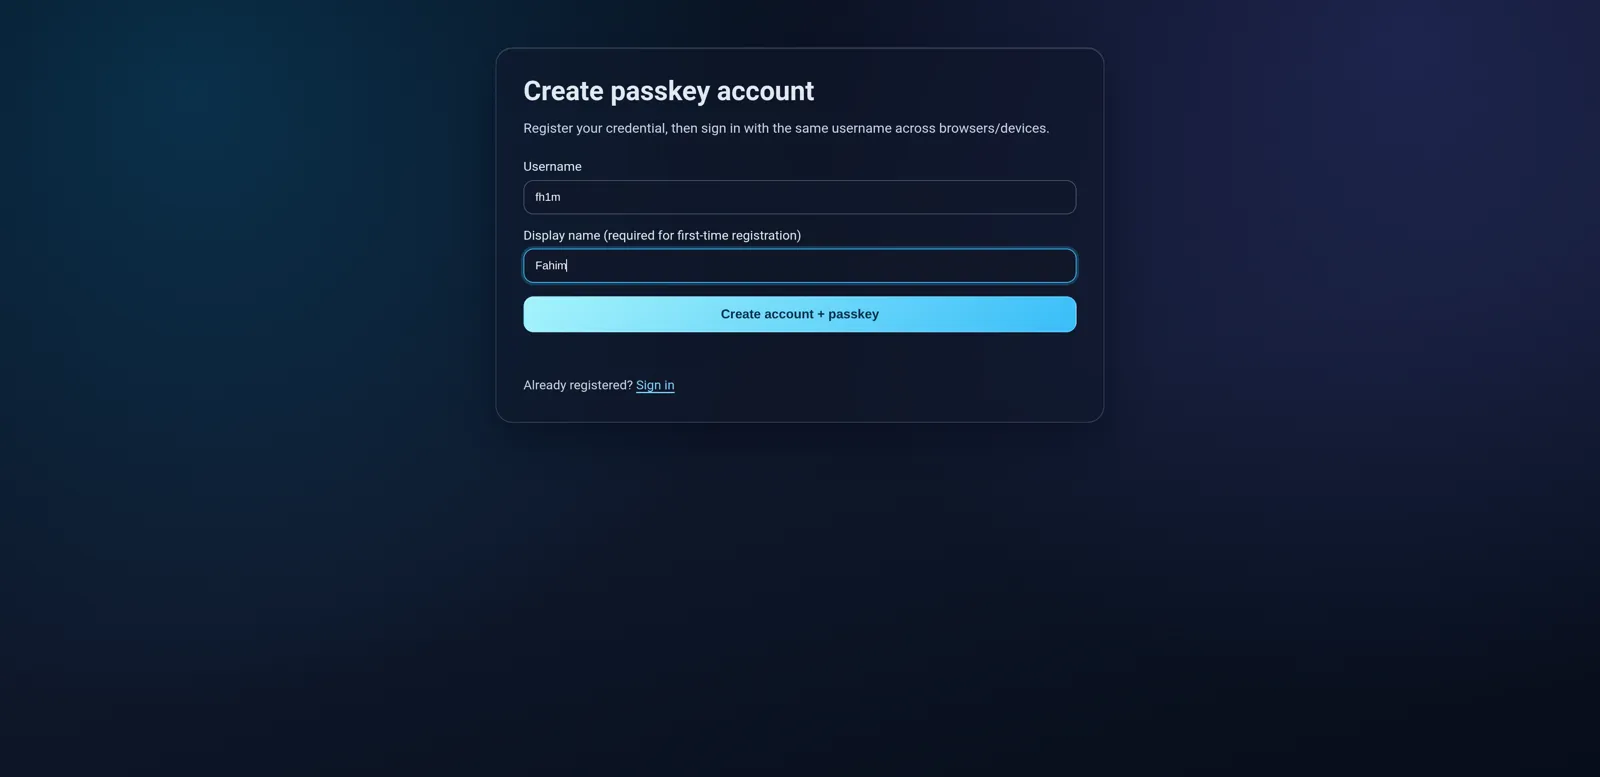 Create passkey account
Register your credential, then sign in with the same username across browsers/devices.
Username
fh1m
Display name (required for first-time registration)
Fahim
Create account + passkey
Already registered? Sign in